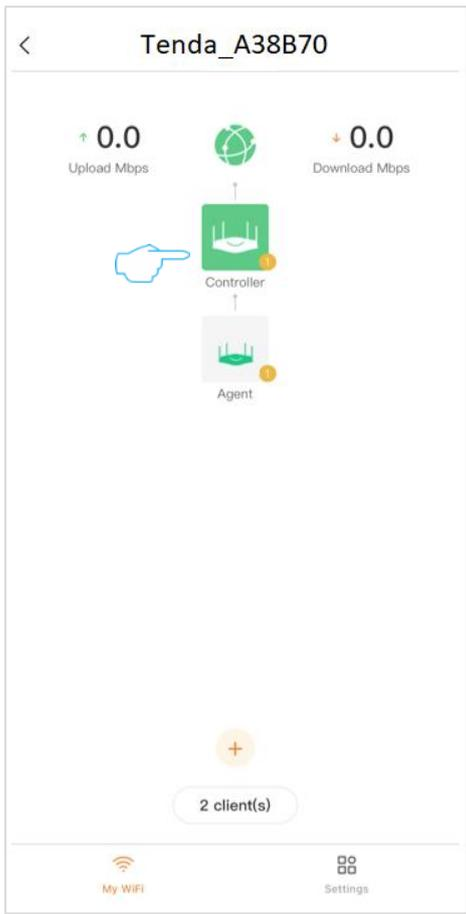 Tenda_A38B70
0.0
Upload Mbps
0.0
Download Mbps
1
Controller
1
Agent
+
2 client(s)
My WiFi
Settings